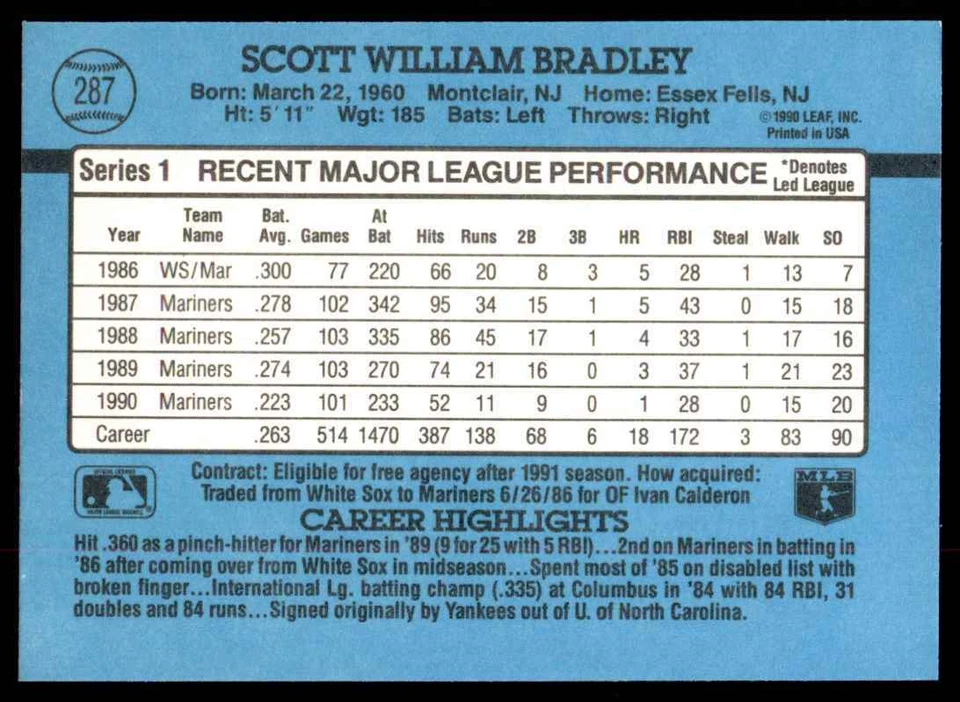 287
SCOTT WILLIAM BRADLEY
Born: March 22, 1960 Montclair, NJ Home: Essex Fells, NJ
Ht: 5' 11" Wgt: 185 Bats: Left Throws: Right
©1990 LEAF, INC.
Printed in USA
Series 1 RECENT MAJOR LEAGUE PERFORMANCE *Denotes
Led League
Year Team Name Bat. Avg. Games At Bat Hits Runs 2B 3B HR RBI Steal Walk SO
1986 WS/Mar .300 77 220 66 20 8 3 5 28 1 13 7
1987 Mariners .278 102 342 95 34 15 1 5 43 0 15 18
1988 Mariners .257 103 335 86 45 17 1 4 33 1 17 16
1989 Mariners .274 103 270 74 21 16 0 3 37 1 21 23
1990 Mariners .223 101 233 52 11 9 0 1 28 0 15 20
Career .263 514 1470 387 138 68 6 18 172 3 83 90
Contract: Eligible for free agency after 1991 season. How acquired:
Traded from White Sox to Mariners 6/26/86 for OF Ivan Calderon
MLB
CAREER HIGHLIGHTS
Hit .360 as a pinch-hitter for Mariners in '89 (9 for 25 with 5 RBI)...2nd on Mariners in batting in
'86 after coming over from White Sox in midseason...Spent most of '85 on disabled list with
broken finger...International Lg. batting champ (.335) at Columbus in '84 with 84 RBI, 31
doubles and 84 runs...Signed originally by Yankees out of U. of North Carolina.